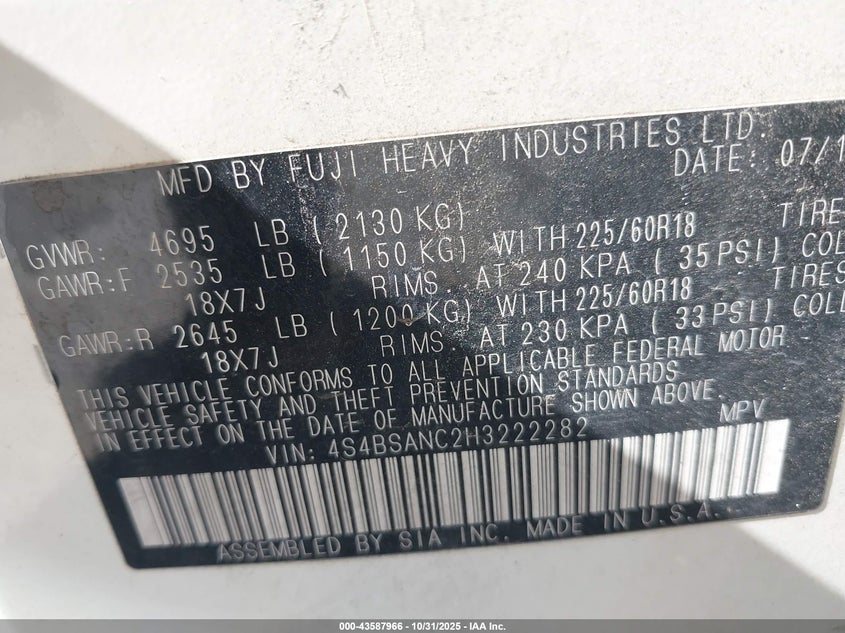 MFD BY FUJI HEAVY INDUSTRIES LTD.
DATE: 07/1
GVWR: 4695 LB ( 2130 KG)
GAWR:F 2535 LB ( 1150 KG) WITH 225/60R18 TIRE
18X7J RIMS. AT 240 KPA ( 35 PSI) COL
GAWR:R 2645 LB ( 1200 KG) WITH 225/60R18 TIRES
18X7J RIMS AT 230 KPA ( 33 PSI) COL
THIS VEHICLE CONFORMS TO ALL APPLICABLE FEDERAL MOTOR
VEHICLE SAFETY AND THEFT PREVENTION STANDARDS
IN EFFECT ON THE DATE OF MANUFACTURE SHOWN ABOVE.
VIN: 4S4BSANC2H3222282 MPV
ASSEMBLED BY SIA INC. MADE IN U.S.A.
000-43587966 - 10/31/2025 - IAA Inc.